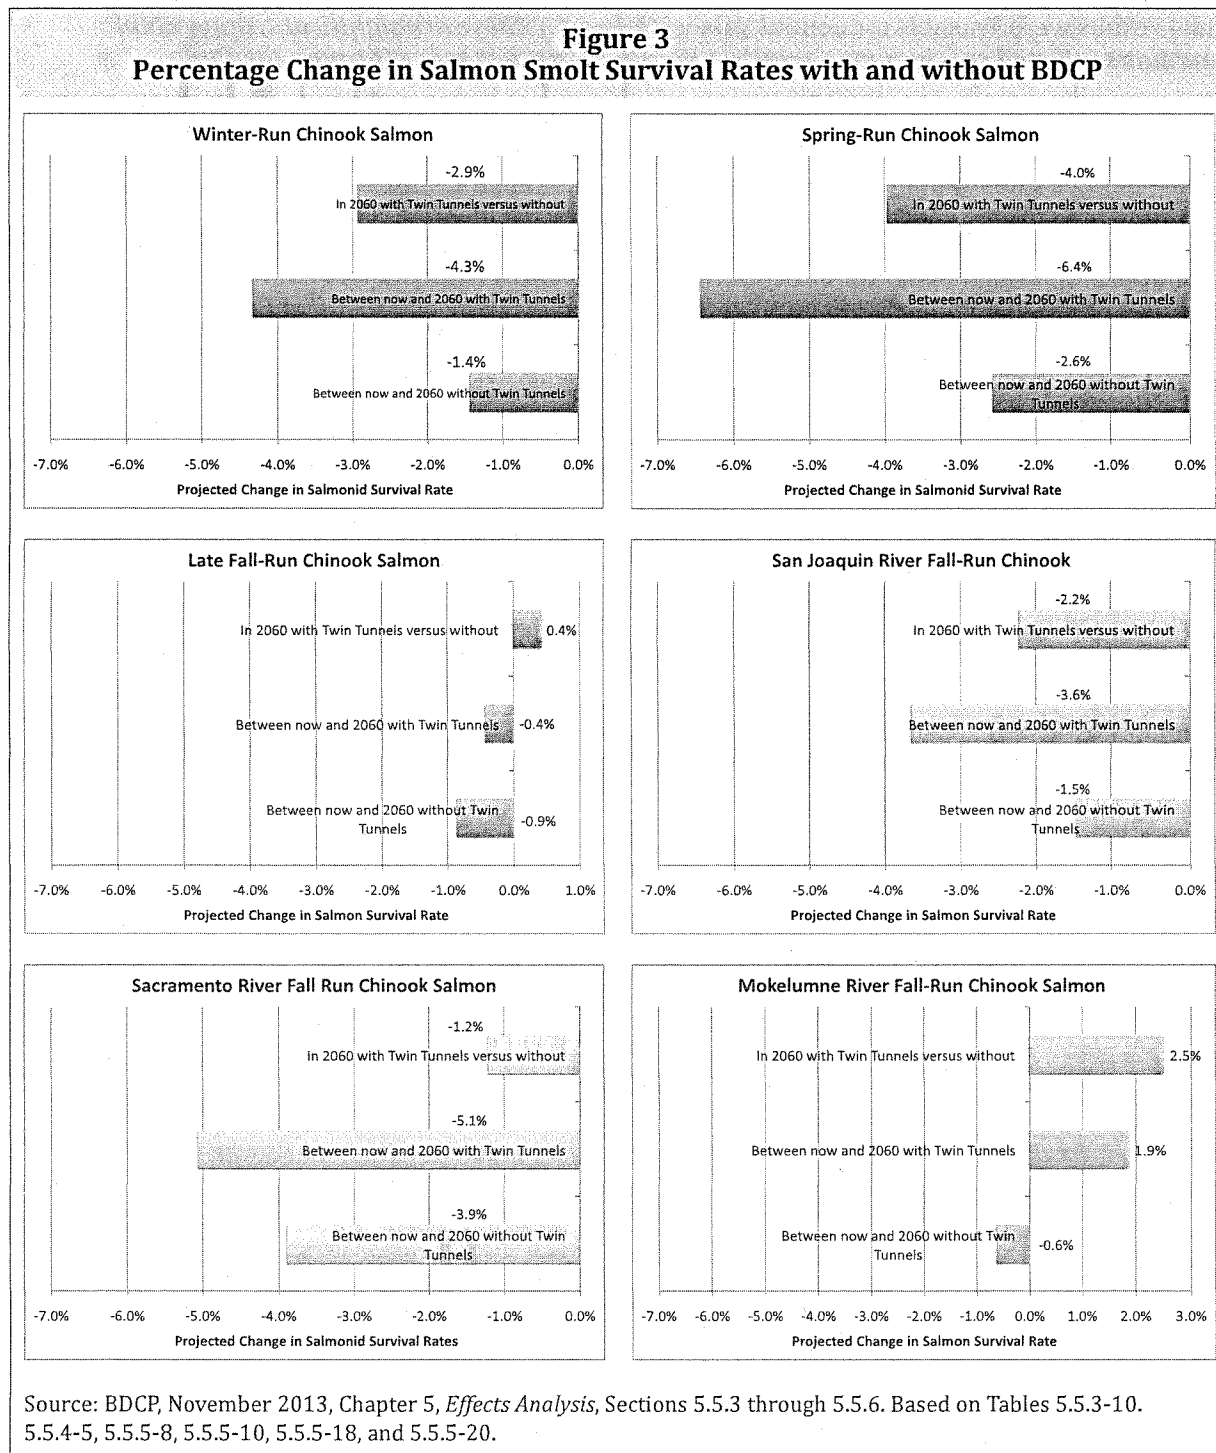 Figure 3
Percentage Change in Salmon Smolt Survival Rates with and without BDCP
Winter-Run Chinook Salmon
-2.9%
In 2060 with Twin Tunnels versus without
-4.3%
Between now and 2060 with Twin Tunnels
-1.4%
Between now and 2060 without Twin Tunnels
-7.0% -6.0% -5.0% -4.0% -3.0% -2.0% -1.0% 0.0%
Projected Change in Salmonid Survival Rate
Spring-Run Chinook Salmon
-4.0%
In 2060 with Twin Tunnels versus without
-6.4%
Between now and 2060 with Twin Tunnels
-2.6%
Between now and 2060 without Twin
Tunnels
-7.0% -6.0% -5.0% -4.0% -3.0% -2.0% -1.0% 0.0%
Projected Change in Salmonid Survival Rate
Late Fall-Run Chinook Salmon
In 2060 with Twin Tunnels versus without 0.4%
Between now and 2060 with Twin Tunnels -0.4%
Between now and 2060 without Twin
Tunnels -0.9%
-7.0% -6.0% -5.0% -4.0% -3.0% -2.0% -1.0% 0.0% 1.0%
Projected Change in Salmon Survival Rate
San Joaquin River Fall-Run Chinook
-2.2%
In 2060 with Twin Tunnels versus without
-3.6%
Between now and 2060 with Twin Tunnels
-1.5%
Between now and 2060 without Twin
Tunnels
-7.0% -6.0% -5.0% -4.0% -3.0% -2.0% -1.0% 0.0%
Projected Change in Salmon Survival Rate
Sacramento River Fall Run Chinook Salmon
-1.2%
In 2060 with Twin Tunnels versus without
-5.1%
Between now and 2060 with Twin Tunnels
-3.9%
Between now and 2060 without Twin
Tunnels
-7.0% -6.0% -5.0% -4.0% -3.0% -2.0% -1.0% 0.0%
Projected Change in Salmonid Survival Rates
Mokelumne River Fall-Run Chinook Salmon
In 2060 with Twin Tunnels versus without 2.5%
Between now and 2060 with Twin Tunnels 1.9%
Between now and 2060 without Twin
Tunnels -0.6%
-7.0% -6.0% -5.0% -4.0% -3.0% -2.0% -1.0% 0.0% 1.0% 2.0% 3.0%
Projected Change in Salmon Survival Rate
Source: BDCP, November 2013, Chapter 5, Effects Analysis, Sections 5.5.3 through 5.5.6. Based on Tables 5.5.3-10.
5.5.4-5, 5.5.5-8, 5.5.5-10, 5.5.5-18, and 5.5.5-20.